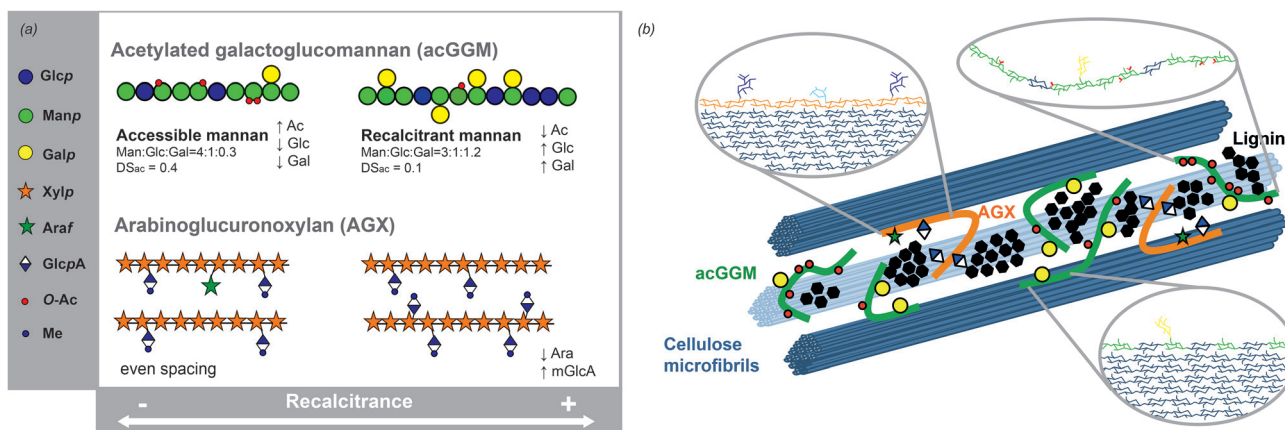 (a)
Glcp
Manp
Galp
Xylp
Araf
GlcpA
O-Ac
Me
Acetylated galactoglucomannan (acGGM)
Accessible mannan
Man:Glc:Gal=4:1:0.3
DSac = 0.4
↑ Ac
↓ Glc
↓ Gal
Recalcitrant mannan
Man:Glc:Gal=3:1:1.2
DSac = 0.1
↓ Ac
↑ Glc
↑ Gal
Arabinoglucuronoxylan (AGX)
even spacing
↓ Ara
↑ mGlcA
- Recalcitrance +
(b)
Lignin
AGX
acGGM
Cellulose
microfibrils